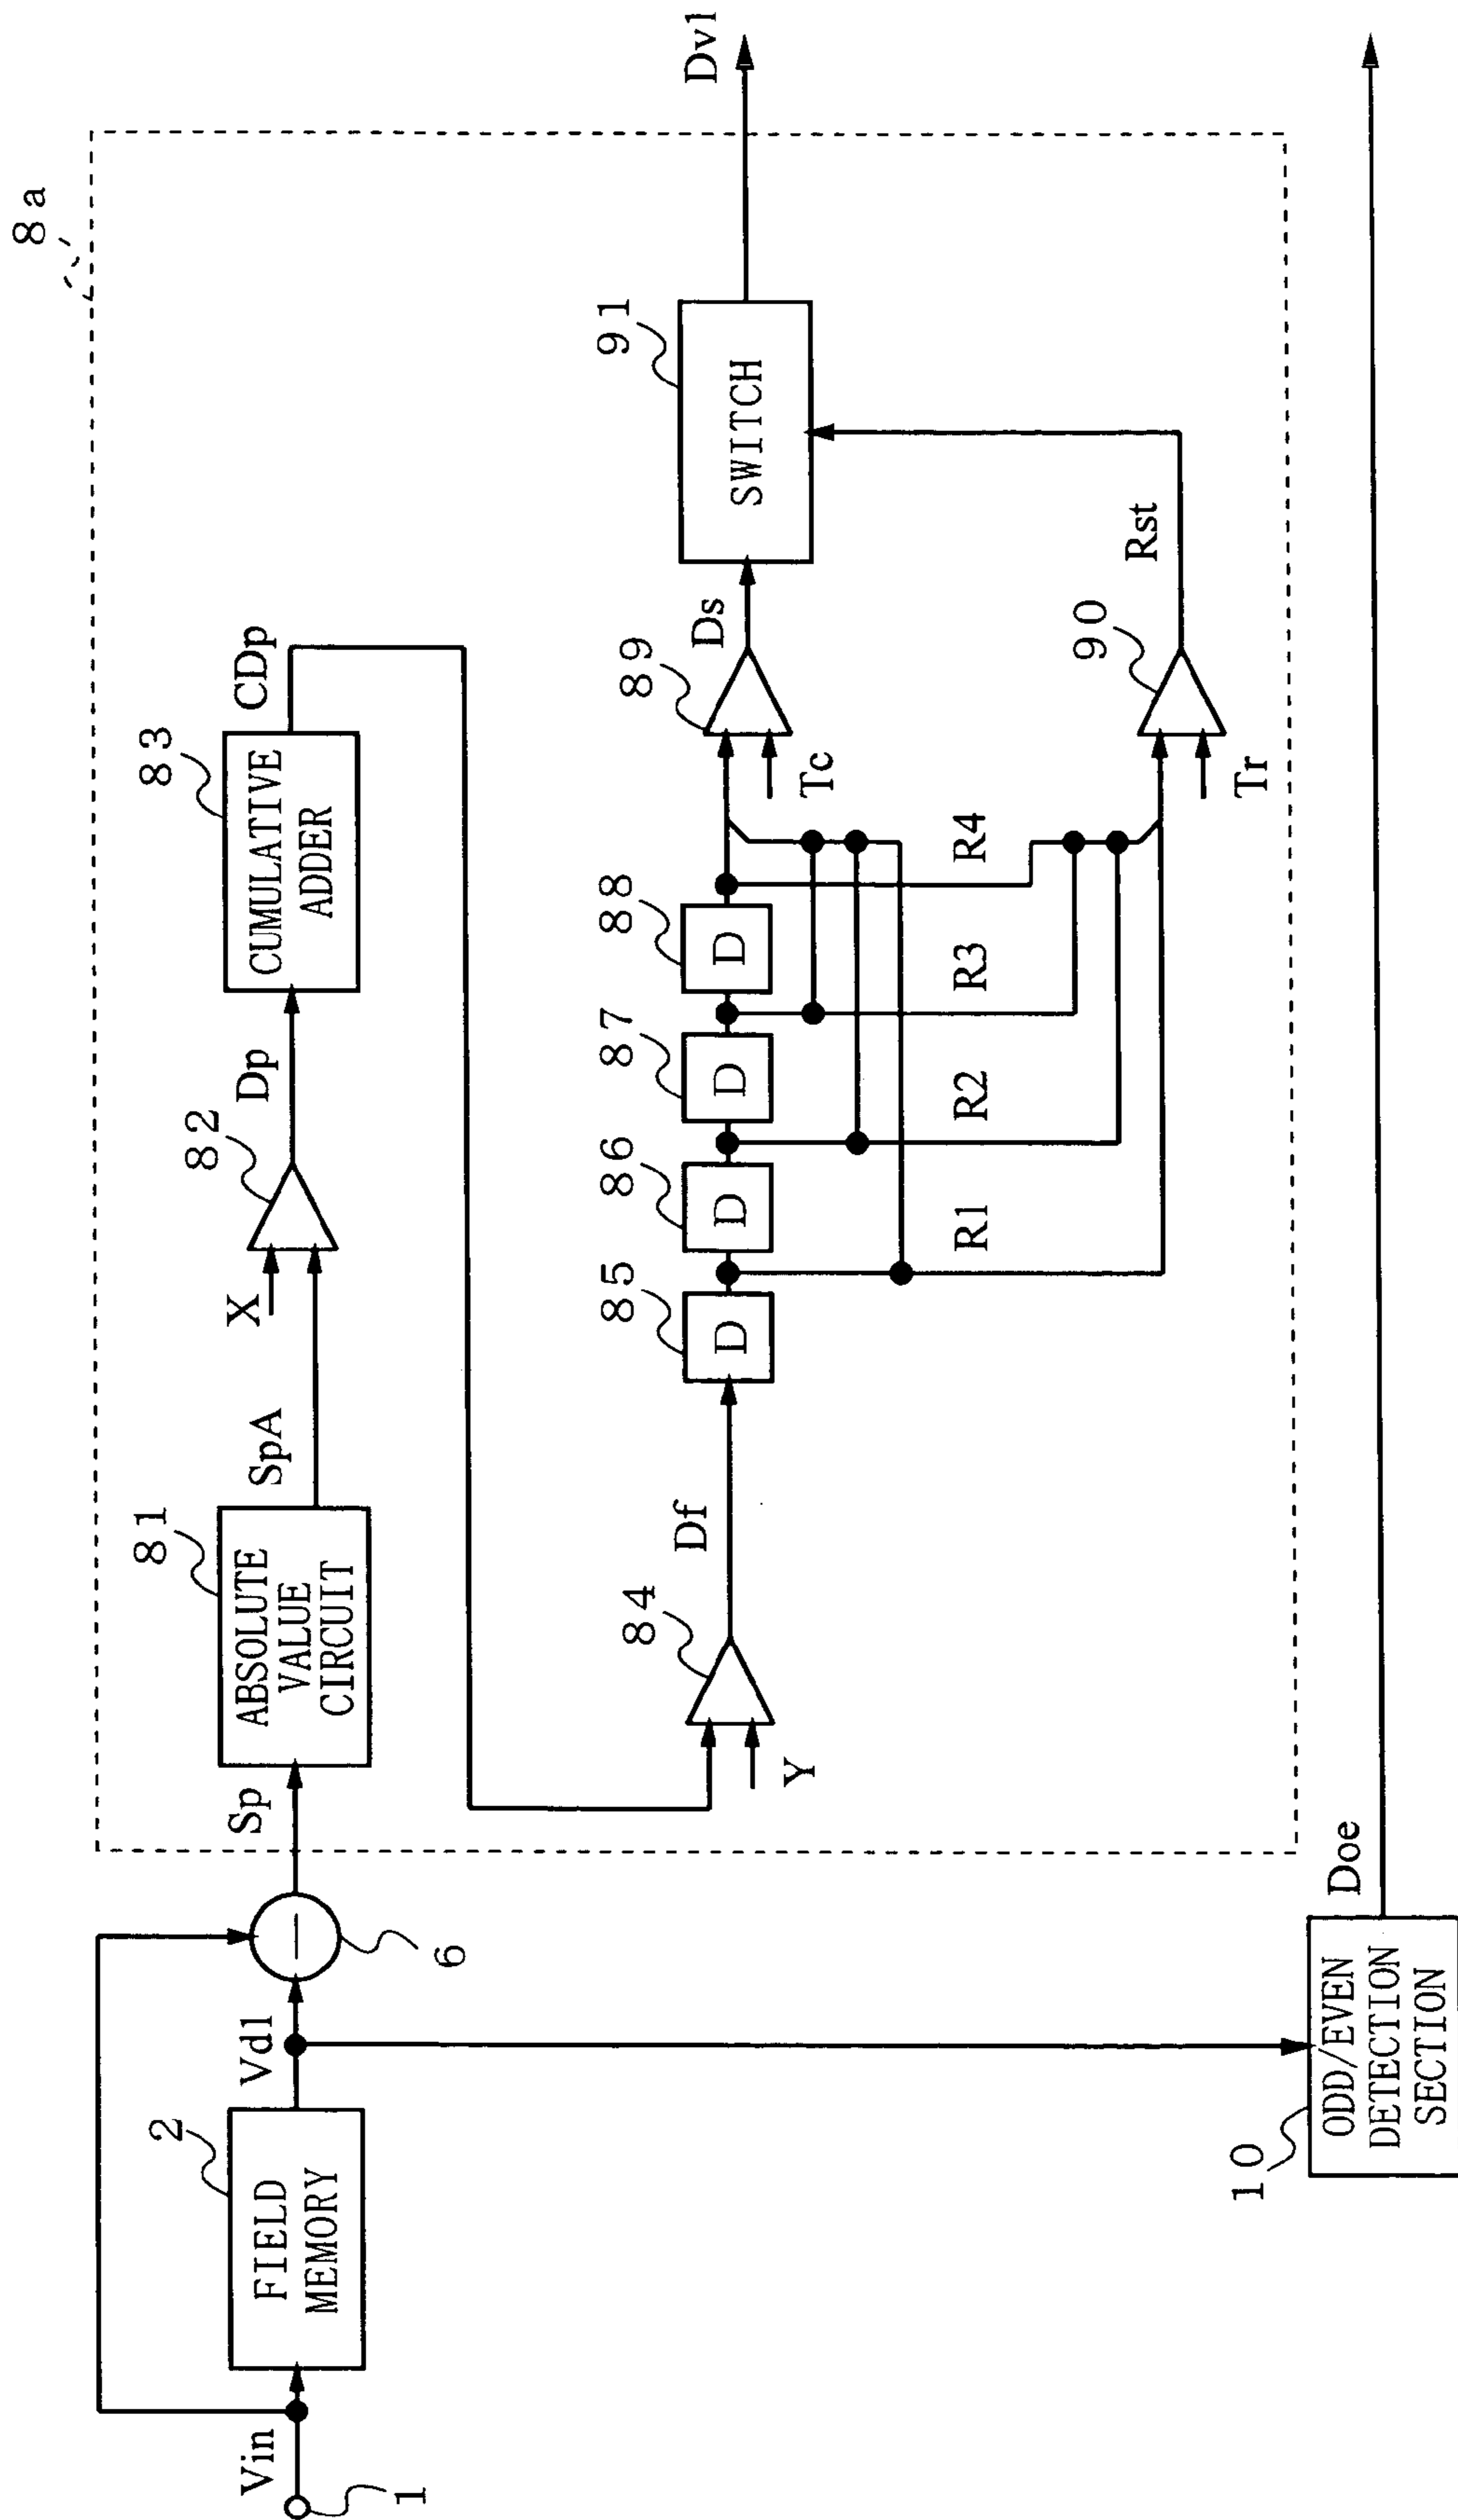 8a
Vin
1
2
FIELD
MEMORY
Vd1
6
Sp
81
ABSOLUTE
VALUE
CIRCUIT
SpA
X
82
Dp
83
CUMULATIVE
ADDER
CDp
Y
84
Df
85
D
86
D
87
D
88
D
R1
R2
R3
R4
Tc
89
Ds
91
SWITCH
Dv1
Tr
90
Rst
10
ODD/EVEN
DETECTION
SECTION
Doe